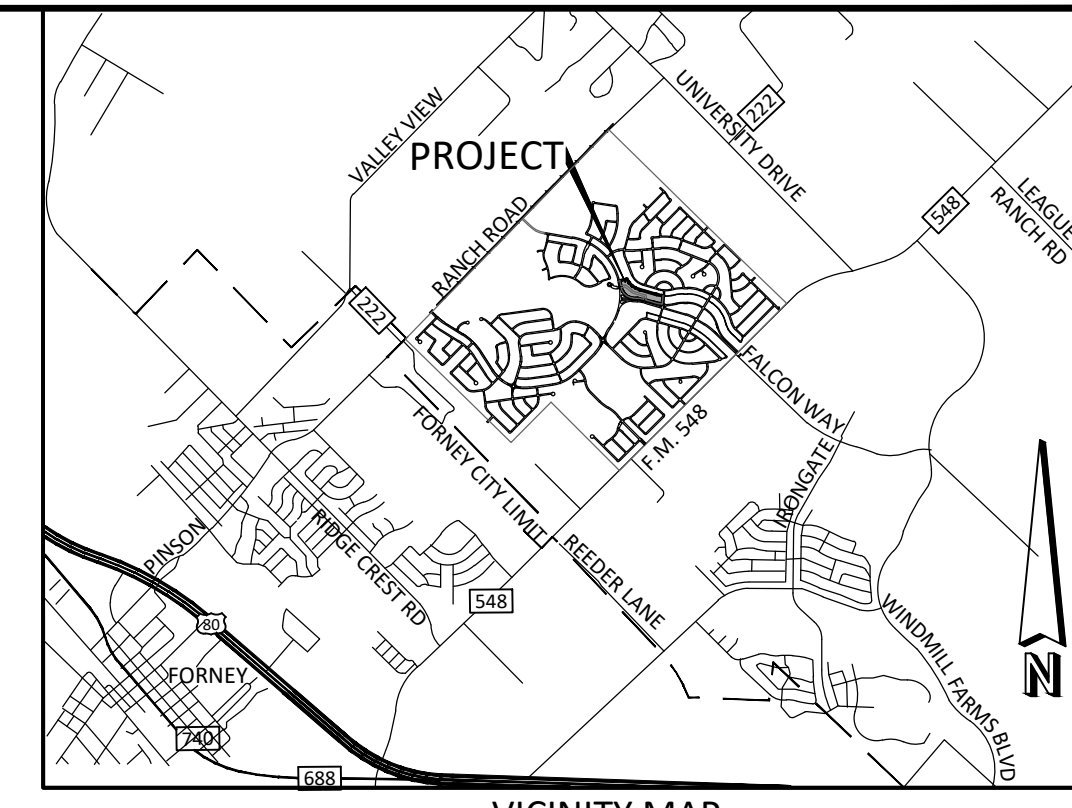 UNIVERSITY DRIVE
222
VALLEY VIEW
PROJECT
548
LEAGUE
RANCH RD
RANCH ROAD
222
FALCON WAY
FORNEY CITY LIMIT
F.M. 548
IRONGATE
PINSON
RIDGE CREST RD
REEDER LANE
548
80
WINDMILL FARMS BLVD
FORNEY
N
740
688
VICINITY MAP